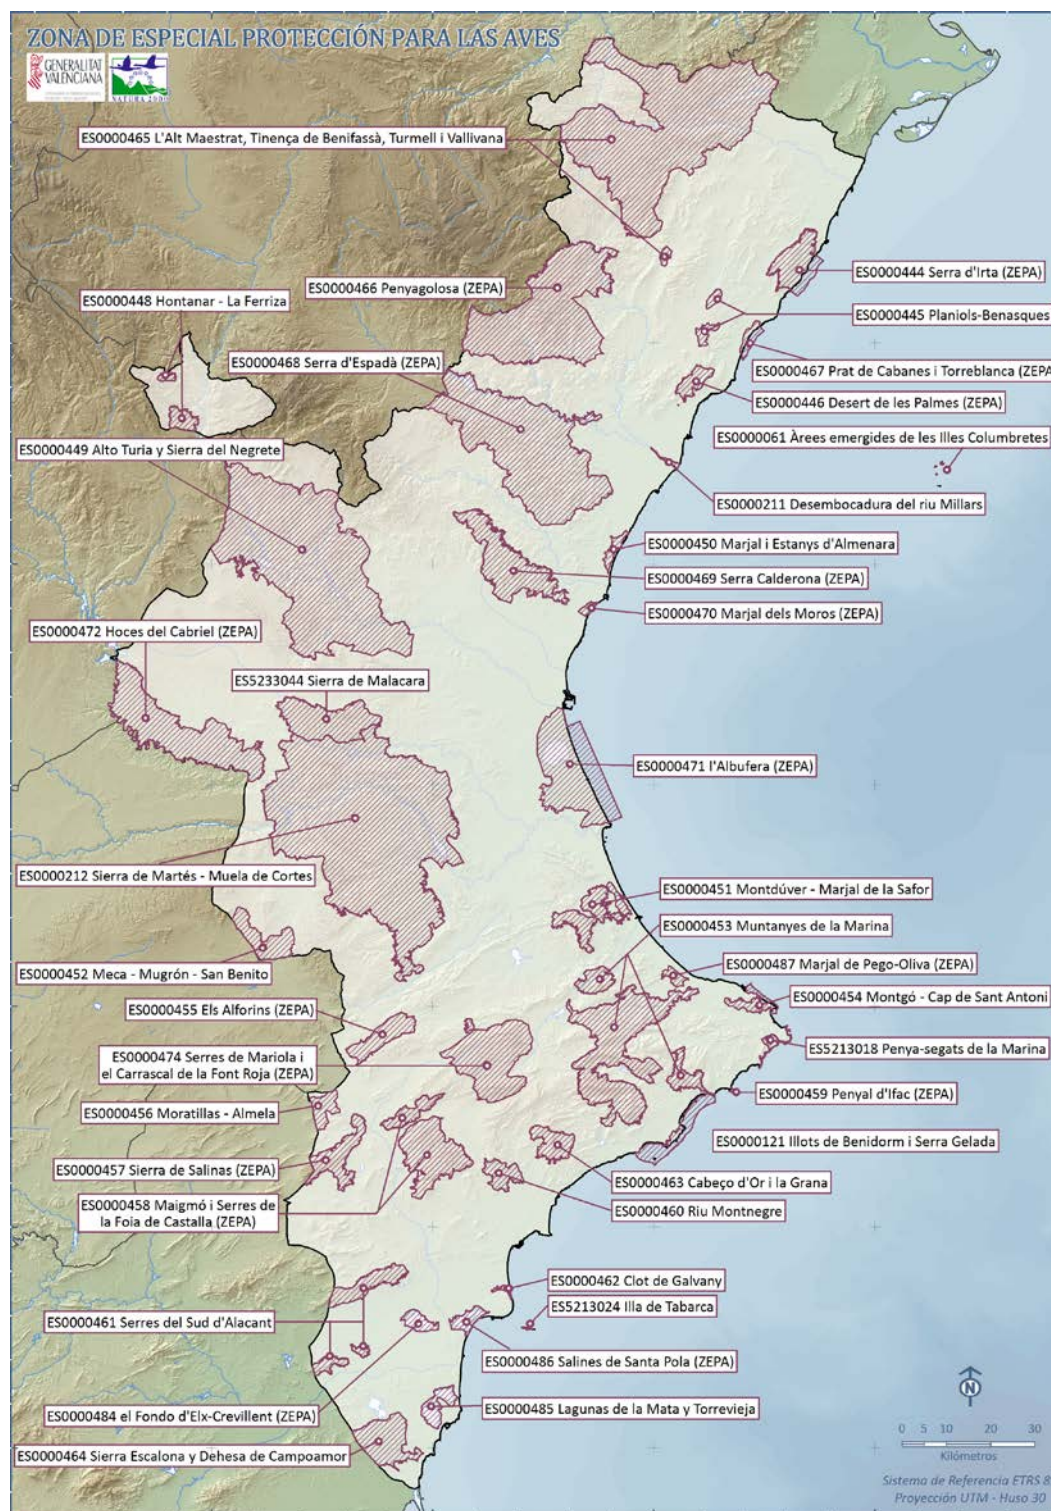 ZONA DE ESPECIAL PROTECCIÓN PARA LAS AVES
GENERALITAT
VALENCIANA
NATURA 2000
ES0000465 L'Alt Maestrat, Tinença de Benifassà, Turmell i Vallivana
ES0000444 Serra d'Irta (ZEPA)
ES0000466 Penyagolosa (ZEPA)
ES0000448 Hontanar - La Ferriza
ES0000445 Planiols-Benasques
ES0000468 Serra d'Espadà (ZEPA)
ES0000467 Prat de Cabanes i Torreblanca (ZEPA
ES0000446 Desert de les Palmes (ZEPA)
ES0000061 Àrees emergides de les Illes Columbretes
ES0000449 Alto Turia y Sierra del Negrete
ES0000211 Desembocadura del riu Millars
ES0000450 Marjal i Estanys d'Almenara
ES0000469 Serra Calderona (ZEPA)
ES0000470 Marjal dels Moros (ZEPA)
ES0000472 Hoces del Cabriel (ZEPA)
ES5233044 Sierra de Malacara
ES0000471 l'Albufera (ZEPA)
ES0000212 Sierra de Martés - Muela de Cortes
ES0000451 Montdúver - Marjal de la Safor
ES0000453 Muntanyes de la Marina
ES0000452 Meca - Mugrón - San Benito
ES0000487 Marjal de Pego-Oliva (ZEPA)
ES0000454 Montgó - Cap de Sant Antoni
ES0000455 Els Alforins (ZEPA)
ES5213018 Penya-segats de la Marina
ES0000474 Serres de Mariola i
el Carrascal de la Font Roja (ZEPA)
ES0000459 Penyal d'Ifac (ZEPA)
ES0000456 Moratillas - Almela
ES0000121 Illots de Benidorm i Serra Gelada
ES0000457 Sierra de Salinas (ZEPA)
ES0000463 Cabeço d'Or i la Grana
ES0000458 Maigmó i Serres de
la Foia de Castalla (ZEPA)
ES0000460 Riu Montnegre
ES0000462 Clot de Galvany
ES5213024 Illa de Tabarca
ES0000461 Serres del Sud d'Alacant
ES0000486 Salines de Santa Pola (ZEPA)
ES0000484 el Fondo d'Elx-Crevillent (ZEPA)
ES0000485 Lagunas de la Mata y Torrevieja
ES0000464 Sierra Escalona y Dehesa de Campoamor
N
0 5 10 20 30
Kilómetros
Sistema de Referencia ETRS 8
Proyección UTM - Huso 30